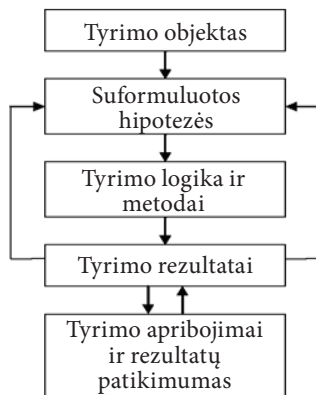 Tyrimo objektas
Suformuluotos
hipotezės
Tyrimo logika ir
metodai
Tyrimo rezultatai
Tyrimo apribojimai
ir rezultatų
patikimumas